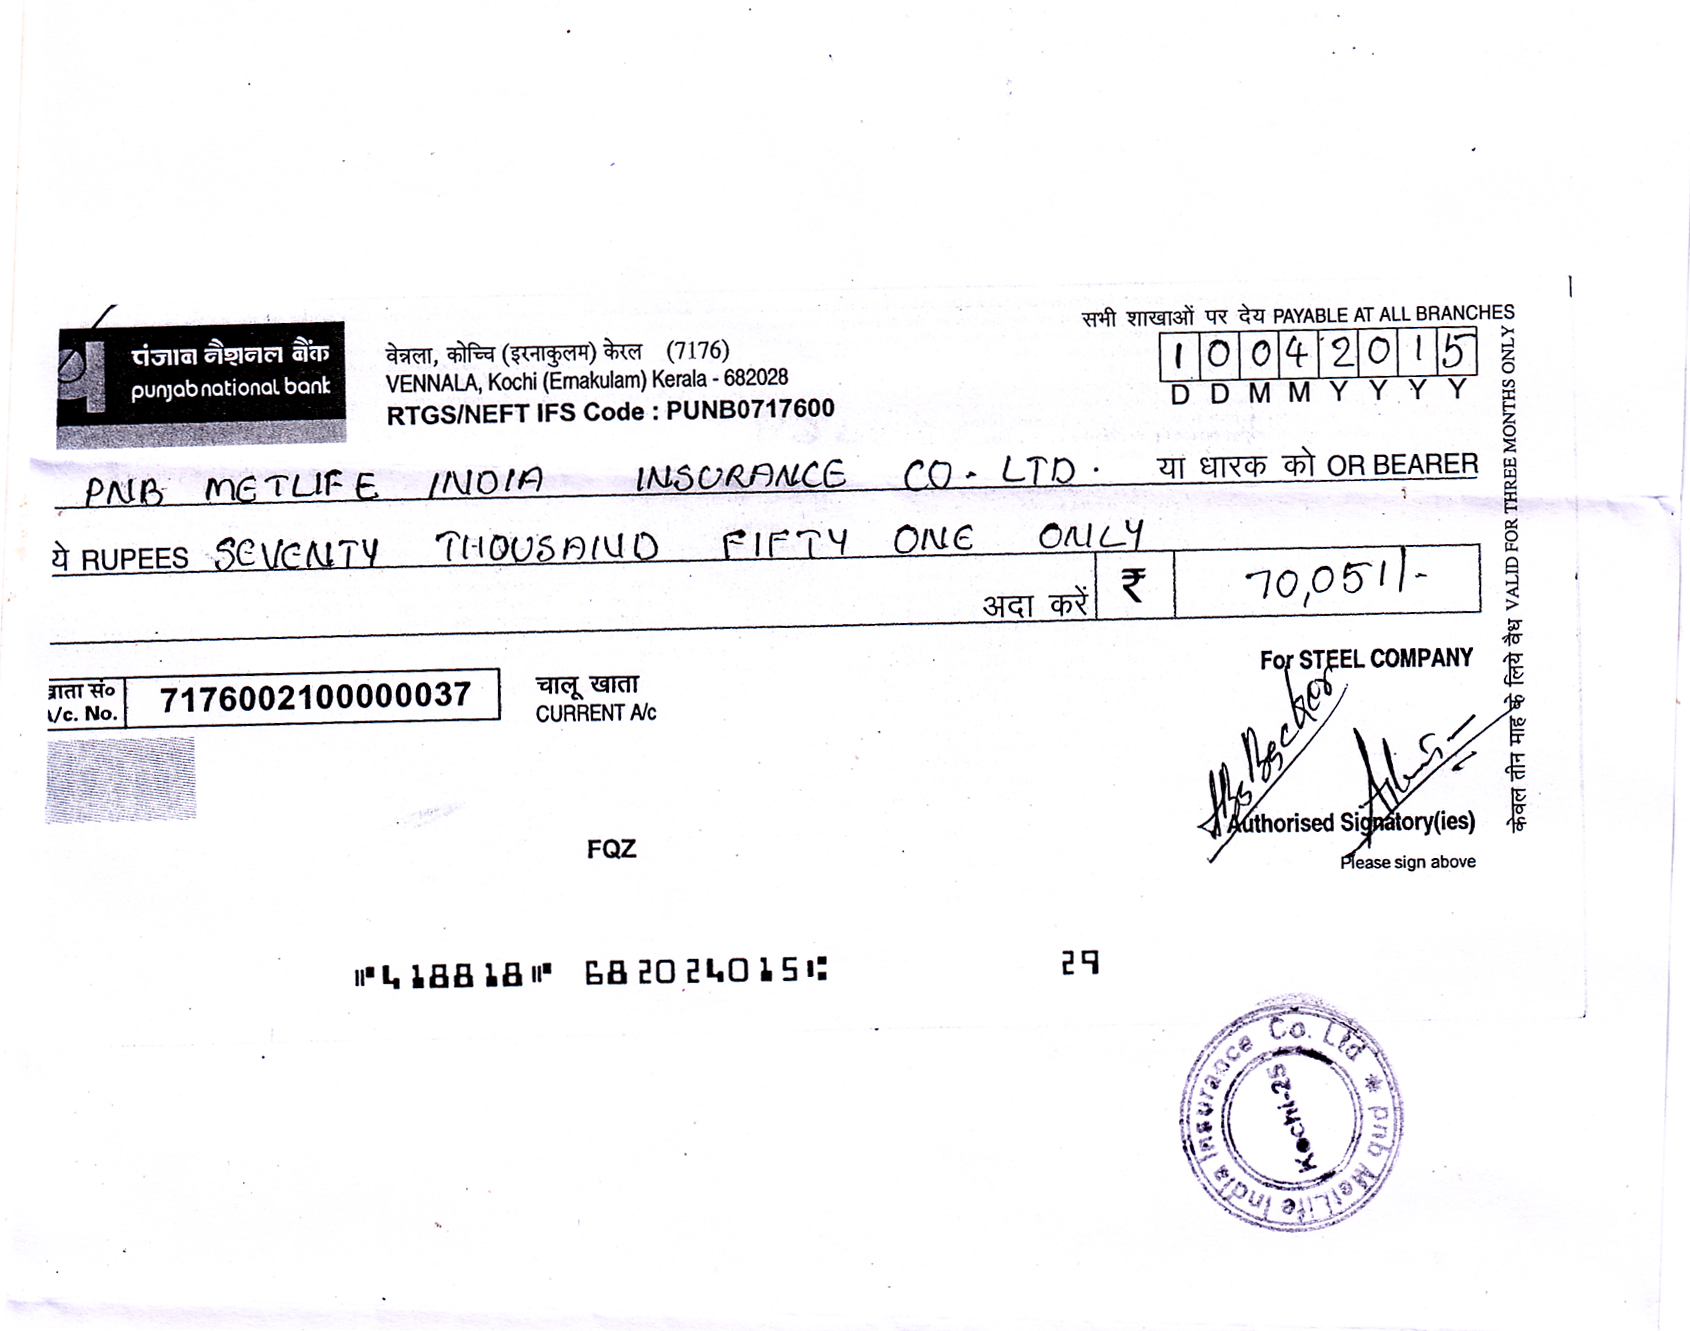 सभी शाखाओं पर देय PAYABLE AT ALL BRANCHES
पंजाब नैशनल बैंक
punjab national bank
वेन्नला, कोच्चि (इरनाकुलम) केरल (7176)
VENNALA, Kochi (Ernakulam) Kerala - 682028
RTGS/NEFT IFS Code : PUNB0717600
1 0 0 4 2 0 1 5
D D M M Y Y Y Y
PNB METLIFE INDIA INSURANCE CO. LTD. या धारक को OR BEARER
ये RUPEES SEVENTY THOUSAND FIFTY ONE ONLY
अदा करें ₹ 70,051/-
For STEEL COMPANY
खाता सं० 7176002100000037 चालू खाता
A/c. No. CURRENT A/c
Authorised Signatory(ies)
Please sign above
FQZ
⑈418818⑈ 682024015⑆ 29
केवल तीन माह के लिये वैध VALID FOR THREE MONTHS ONLY
pnb MetLife India Insurance Co. Ltd *
Kochi-25